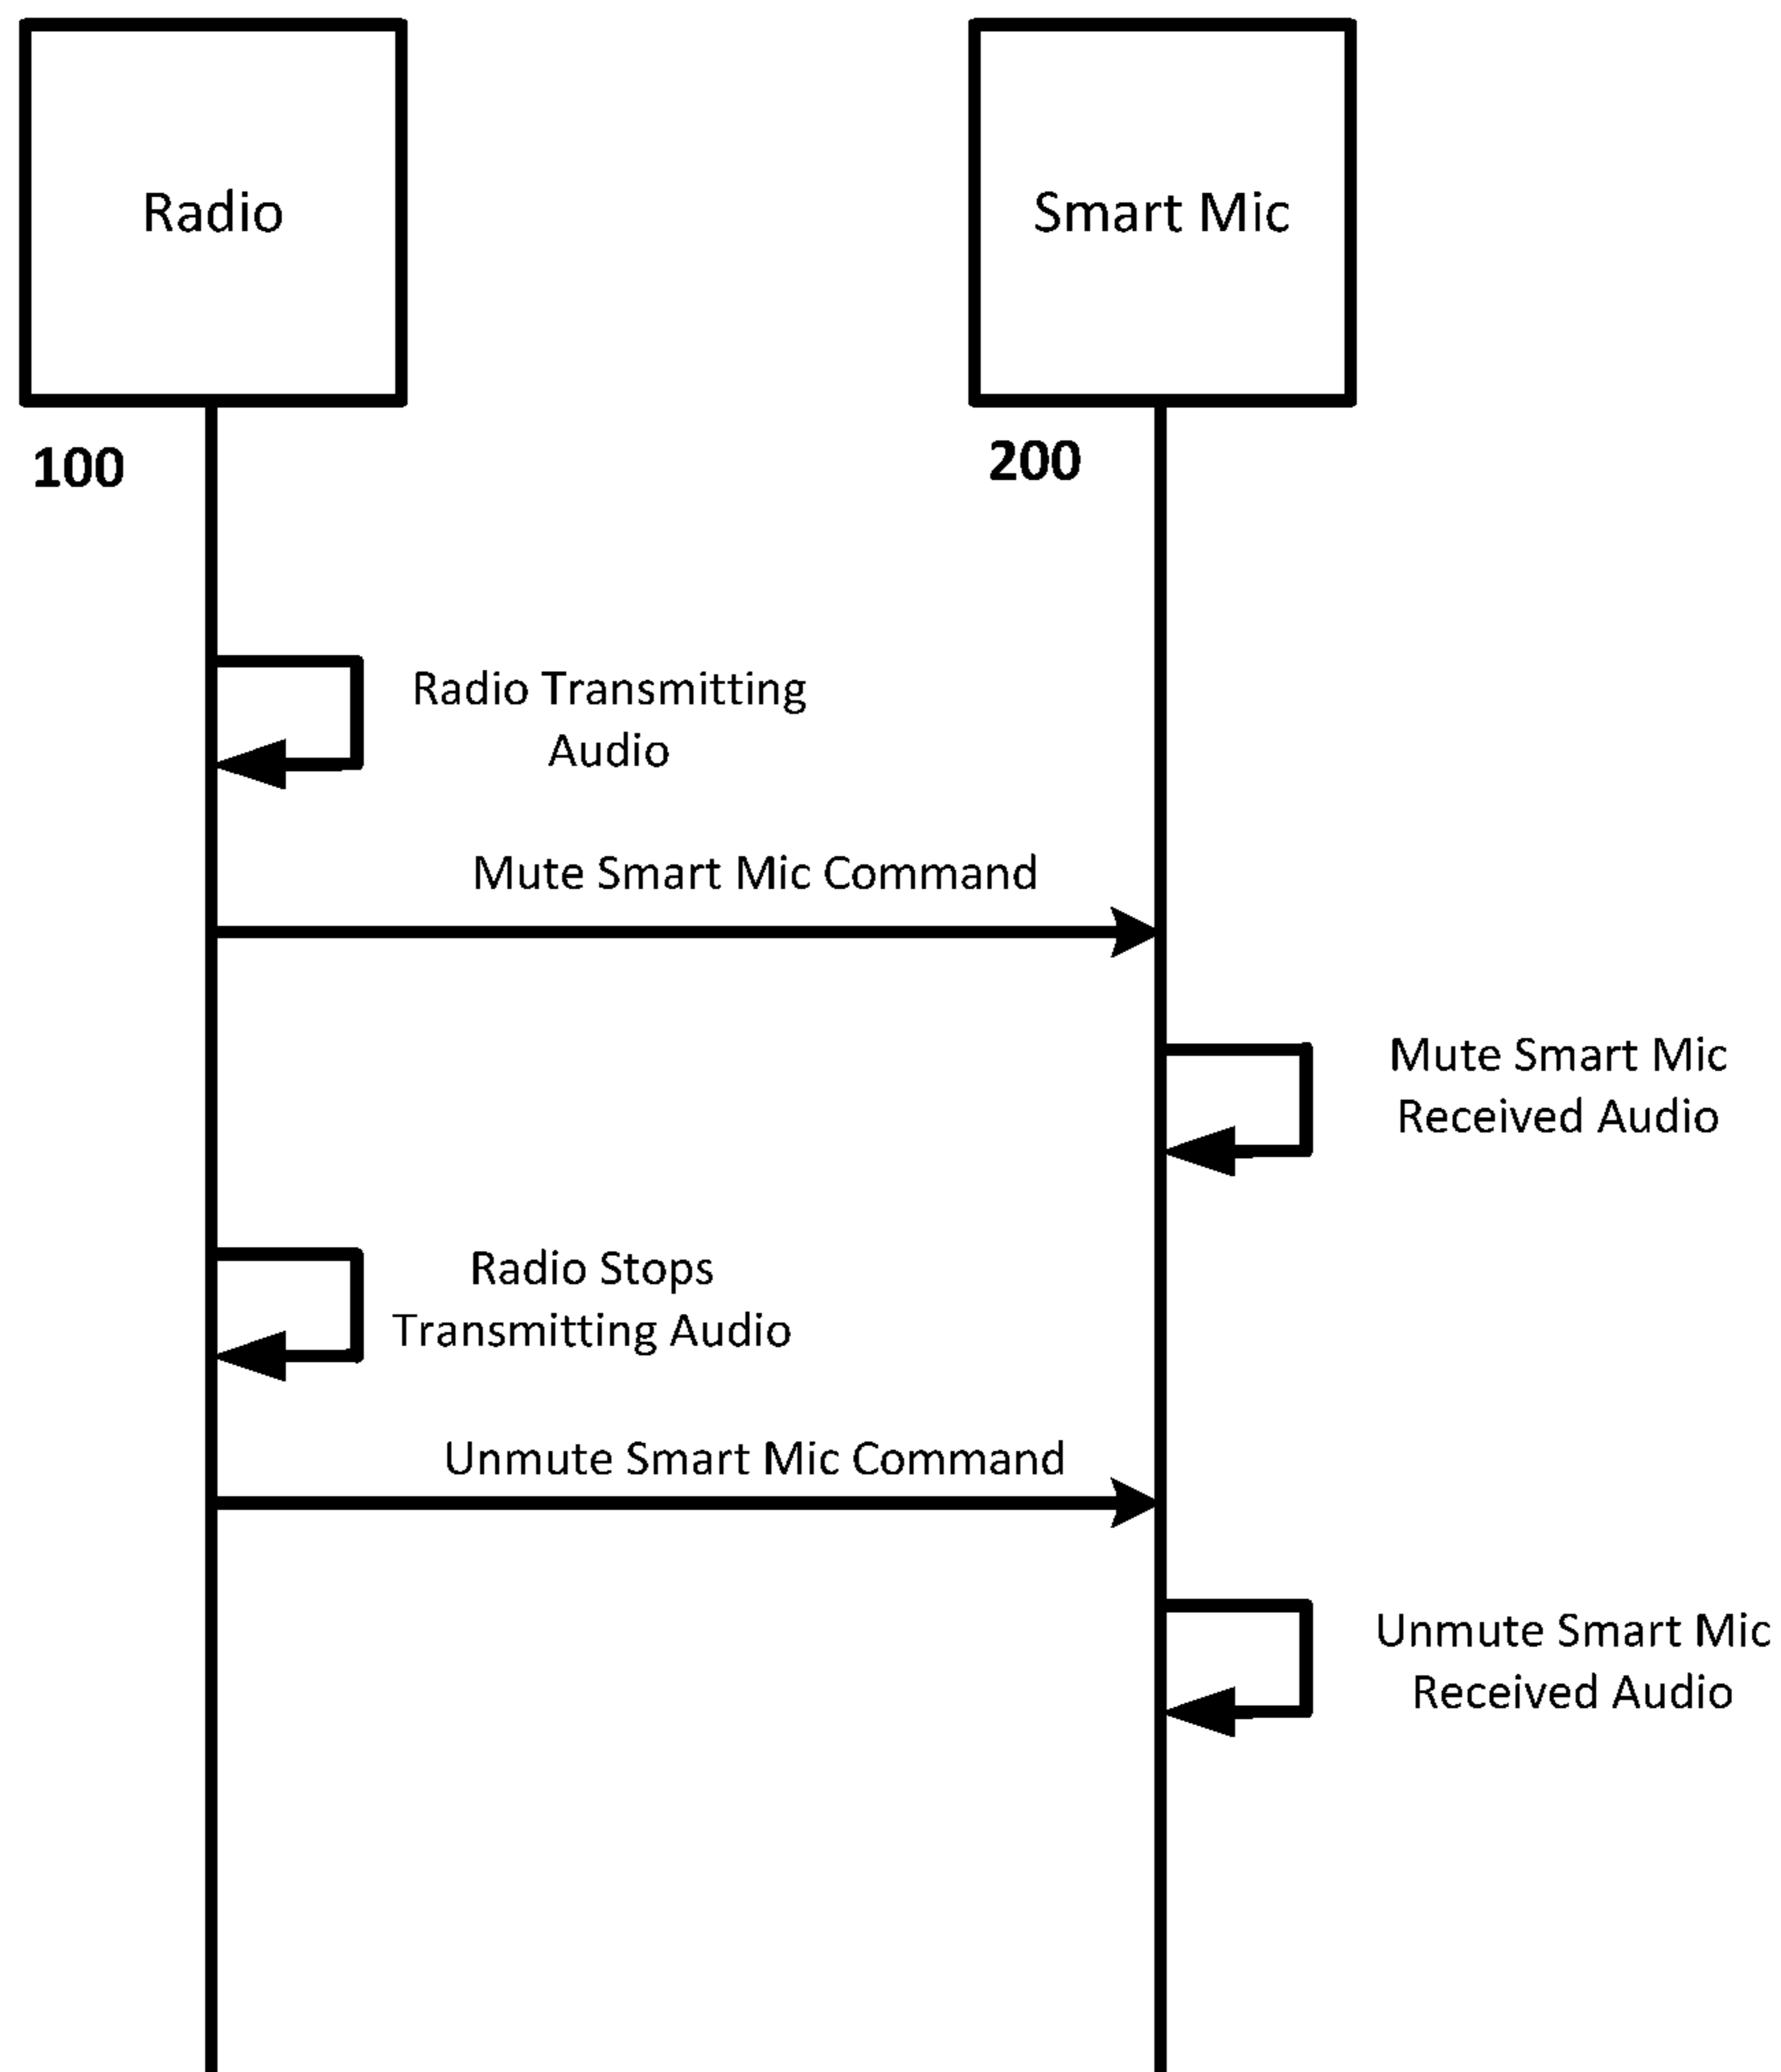 Radio
Smart Mic
100
200
Radio Transmitting
Audio
Mute Smart Mic Command
Mute Smart Mic
Received Audio
Radio Stops
Transmitting Audio
Unmute Smart Mic Command
Unmute Smart Mic
Received Audio